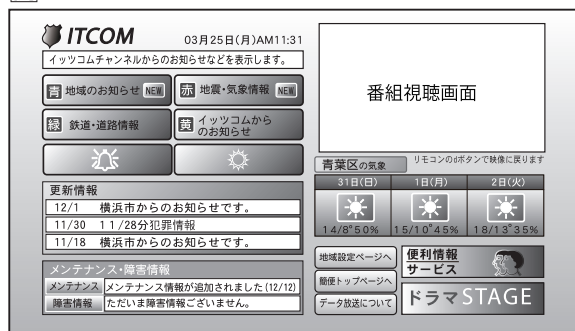 ITCOM
03月25日(月)AM11:31
イッツコムチャンネルからのお知らせなどを表示します。
青 地域のお知らせ NEW
赤 地震・気象情報 NEW
緑 鉄道・道路情報
黄 イッツコムから
のお知らせ
更新情報
12/1 横浜市からのお知らせです。
11/30 11/28分犯罪情報
11/18 横浜市からのお知らせです。
メンテナンス・障害情報
メンテナンス メンテナンス情報が追加されました(12/12)
障害情報 ただいま障害情報ございません。
番組視聴画面
青葉区の気象
リモコンのdボタンで映像に戻ります
31日(日) 1日(月) 2日(火)
14/8°50% 15/10°45% 18/13°35%
地域設定ページへ
簡便トップページへ
データ放送について
便利情報
サービス
ドラマSTAGE